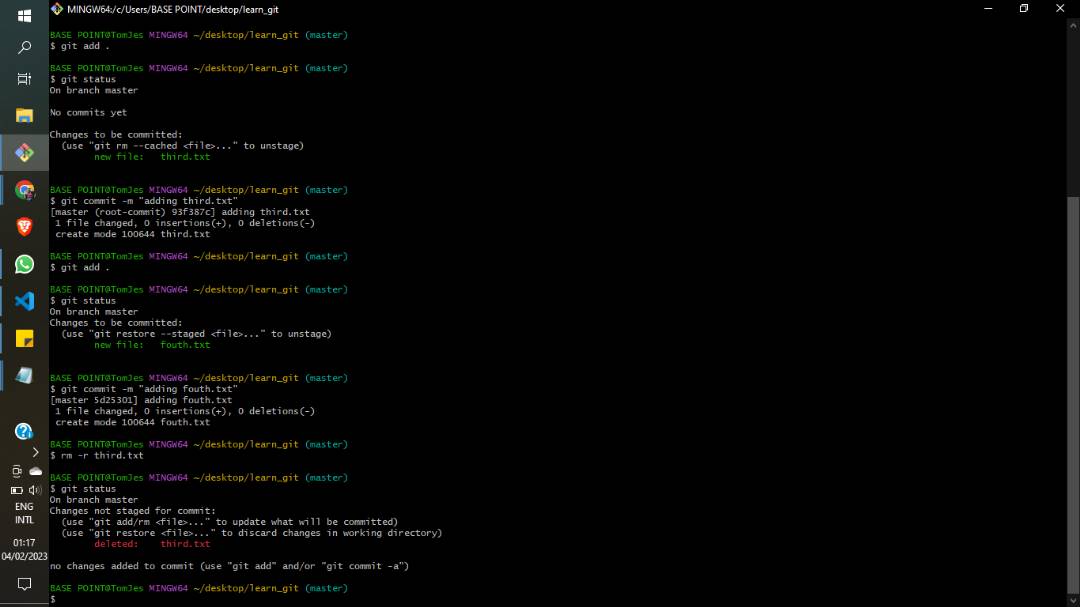 MINGW64:/c/Users/BASE POINT/desktop/learn_git
BASE POINT@TomJes MINGW64 ~/desktop/learn_git (master)
$ git add .
BASE POINT@TomJes MINGW64 ~/desktop/learn_git (master)
$ git status
On branch master
No commits yet
Changes to be committed:
(use "git rm --cached <file>..." to unstage)
new file:   third.txt
BASE POINT@TomJes MINGW64 ~/desktop/learn_git (master)
$ git commit -m "adding third.txt"
[master (root-commit) 93f387c] adding third.txt
1 file changed, 0 insertions(+), 0 deletions(-)
create mode 100644 third.txt
BASE POINT@TomJes MINGW64 ~/desktop/learn_git (master)
$ git add .
BASE POINT@TomJes MINGW64 ~/desktop/learn_git (master)
$ git status
On branch master
Changes to be committed:
(use "git restore --staged <file>..." to unstage)
new file:   fouth.txt
BASE POINT@TomJes MINGW64 ~/desktop/learn_git (master)
$ git commit -m "adding fouth.txt"
[master 5d25301] adding fouth.txt
1 file changed, 0 insertions(+), 0 deletions(-)
create mode 100644 fouth.txt
BASE POINT@TomJes MINGW64 ~/desktop/learn_git (master)
$ rm -r third.txt
BASE POINT@TomJes MINGW64 ~/desktop/learn_git (master)
$ git status
On branch master
Changes not staged for commit:
(use "git add/rm <file>..." to update what will be committed)
(use "git restore <file>..." to discard changes in working directory)
deleted:    third.txt
no changes added to commit (use "git add" and/or "git commit -a")
BASE POINT@TomJes MINGW64 ~/desktop/learn_git (master)
$
ENG
INTL
01:17
04/02/2023